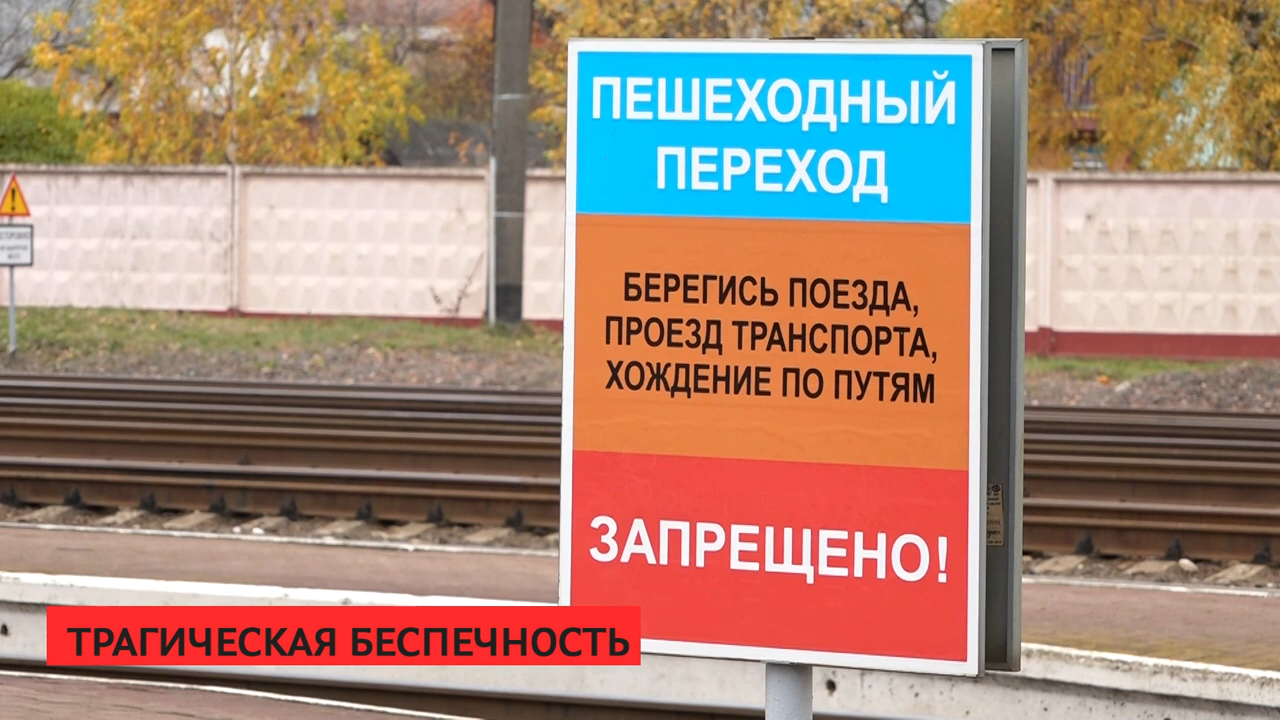 ПЕШЕХОДНЫЙ
ПЕРЕХОД
БЕРЕГИСЬ ПОЕЗДА,
ПРОЕЗД ТРАНСПОРТА,
ХОЖДЕНИЕ ПО ПУТЯМ
ЗАПРЕЩЕНО!
ТРАГИЧЕСКАЯ БЕСПЕЧНОСТЬ